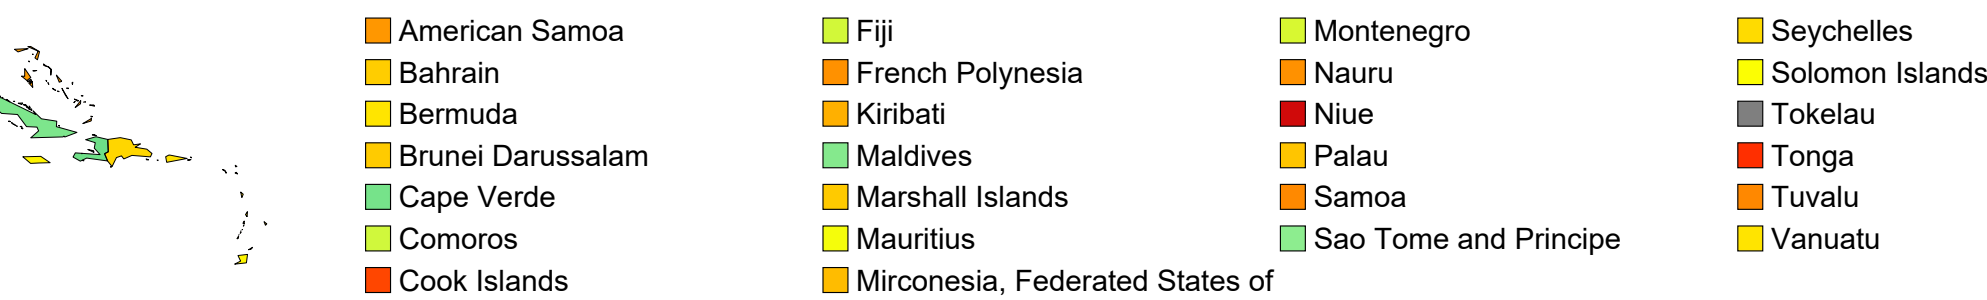 American Samoa
Bahrain
Bermuda
Brunei Darussalam
Cape Verde
Comoros
Cook Islands
Fiji
French Polynesia
Kiribati
Maldives
Marshall Islands
Mauritius
Mirconesia, Federated States of
Montenegro
Nauru
Niue
Palau
Samoa
Sao Tome and Principe
Seychelles
Solomon Islands
Tokelau
Tonga
Tuvalu
Vanuatu